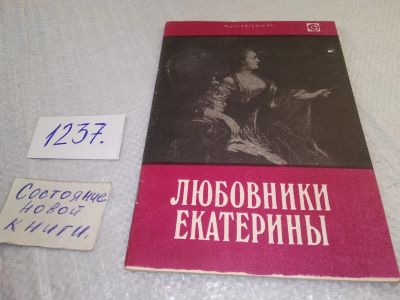 ЛЮБОВНИКИ
ЕКАТЕРИНЫ
1237.
Состояние
новой
книги.